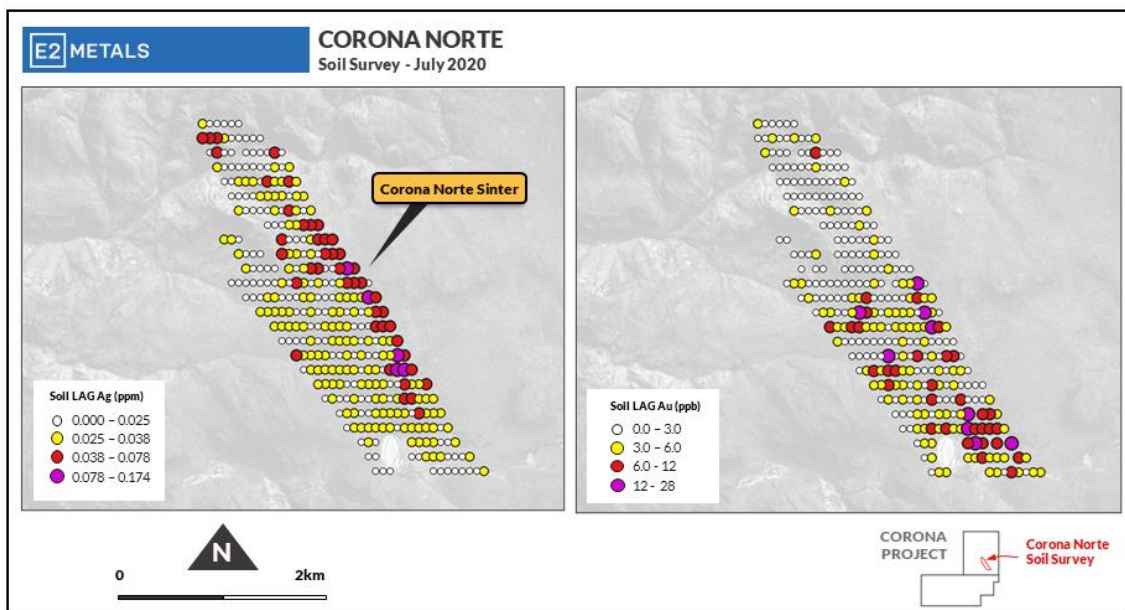 E2 METALS
CORONA NORTE
Soil Survey - July 2020
Corona Norte Sinter
Soil LAG Ag (ppm)
0.000 – 0.025
0.025 – 0.038
0.038 – 0.078
0.078 – 0.174
Soil LAG Au (ppb)
0.0 – 3.0
3.0 – 6.0
6.0 - 12
12 - 28
N
0 2km
CORONA
PROJECT
Corona Norte
Soil Survey